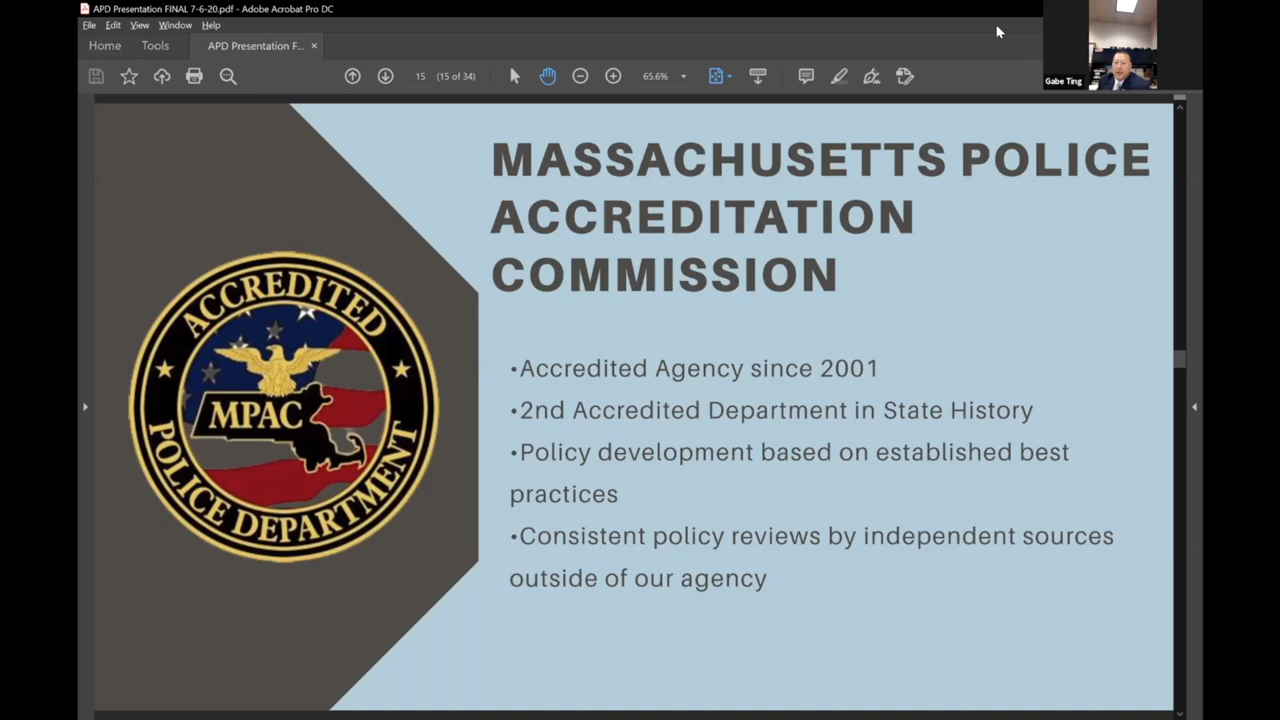 APD Presentation FINAL 7-6-20.pdf - Adobe Acrobat Pro DC
File Edit View Window Help
Home Tools APD Presentation F... ×
15 (15 of 34) 65.6%
Gabe Ting
MASSACHUSETTS POLICE
ACCREDITATION
COMMISSION
ACCREDITED
MPAC
POLICE DEPARTMENT
•Accredited Agency since 2001
•2nd Accredited Department in State History
•Policy development based on established best
practices
•Consistent policy reviews by independent sources
outside of our agency